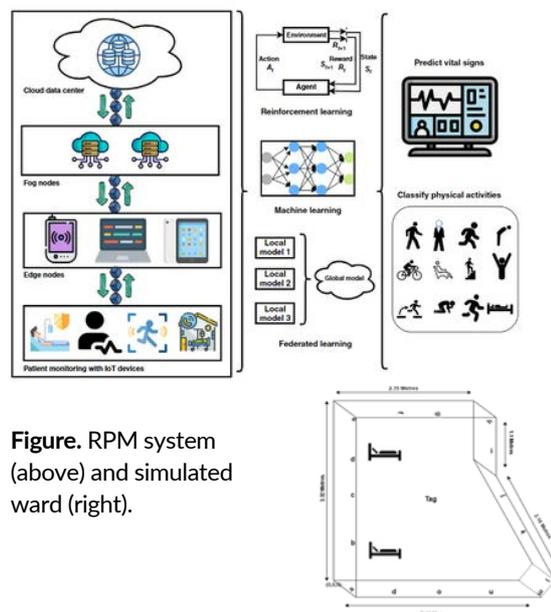 Cloud data center
Fog nodes
Edge nodes
Patient monitoring with IoT devices
Environment
Action
A
Reward
R
State
S
Agent
Reinforcement learning
Machine learning
Local
model 1
Local
model 2
Local
model 3
Global model
Federated learning
Predict vital signs
Classify physical activities
Figure. RPM system
(above) and simulated
ward (right).
Tag